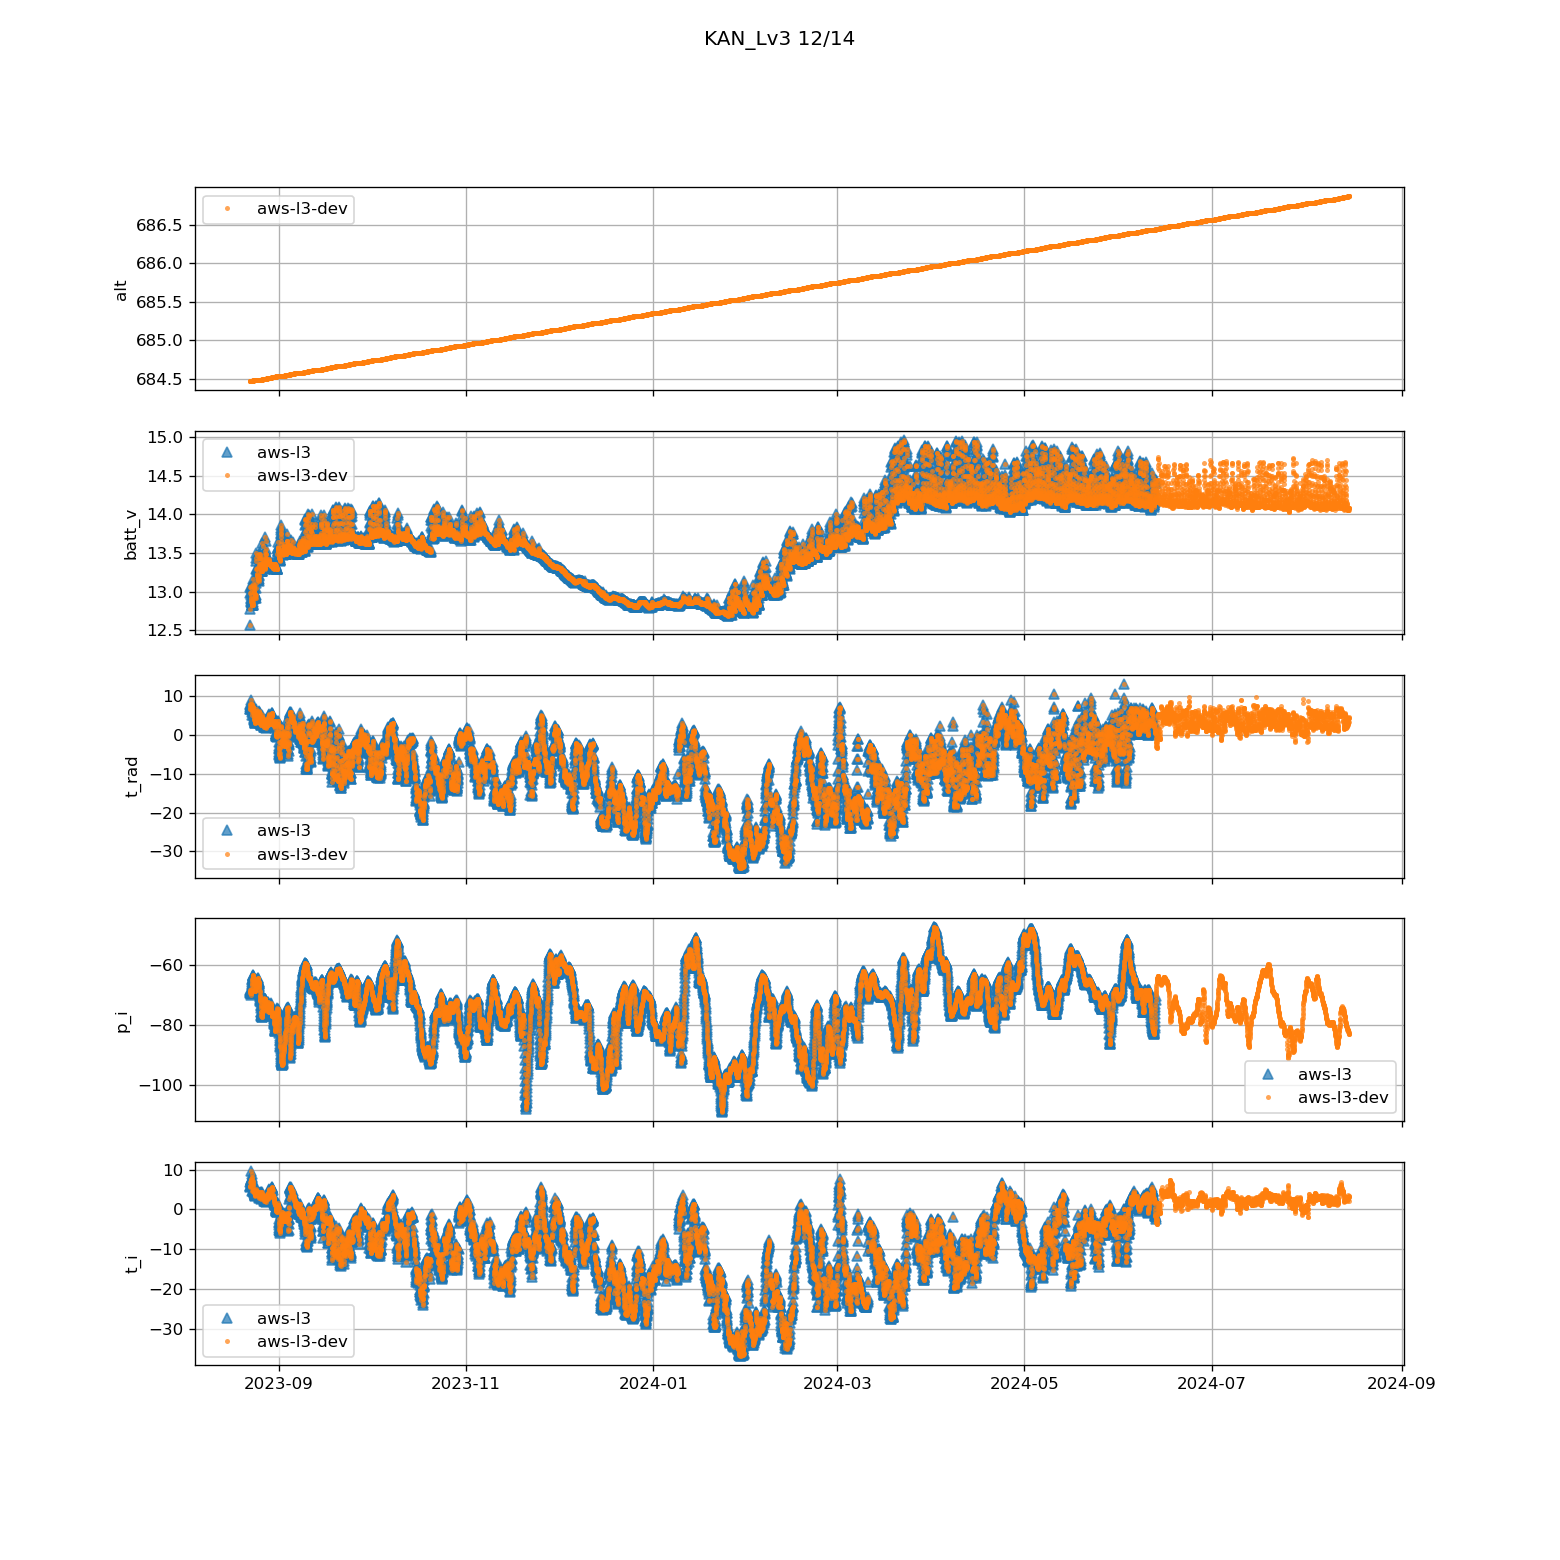 KAN_Lv3 12/14
aws-l3-dev
alt
686.5
686.0
685.5
685.0
684.5
aws-l3
aws-l3-dev
batt_v
15.0
14.5
14.0
13.5
13.0
12.5
aws-l3
aws-l3-dev
t_rad
10
0
−10
−20
−30
aws-l3
aws-l3-dev
p_i
−60
−80
−100
aws-l3
aws-l3-dev
t_i
10
0
−10
−20
−30
2023-09 2023-11 2024-01 2024-03 2024-05 2024-07 2024-09